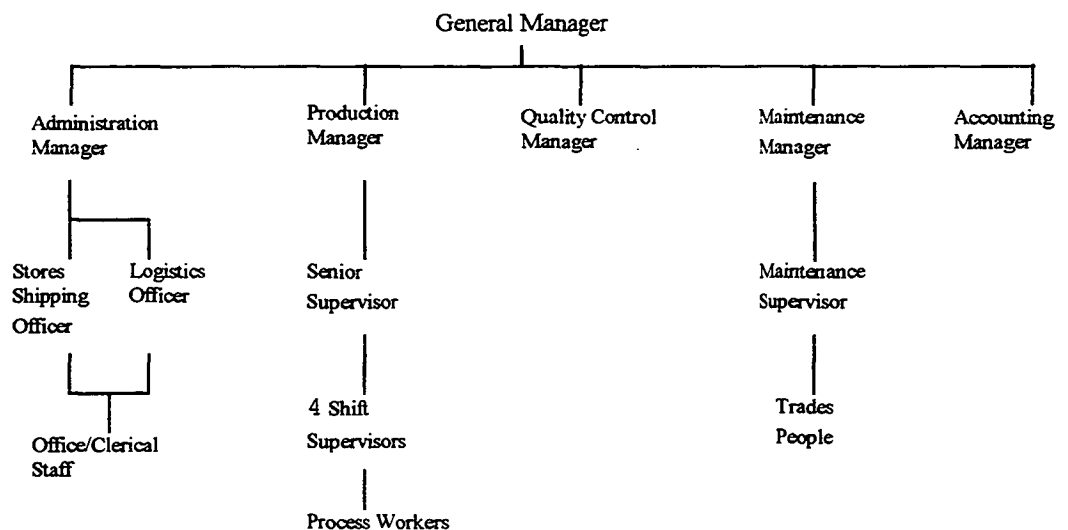 General Manager
Administration
Manager
Production
Manager
Quality Control
Manager
Maintenance
Manager
Accounting
Manager
Stores
Shipping
Officer
Logistics
Officer
Senior
Supervisor
Maintenance
Supervisor
Office/Clerical
Staff
4 Shift
Supervisors
Trades
People
Process Workers